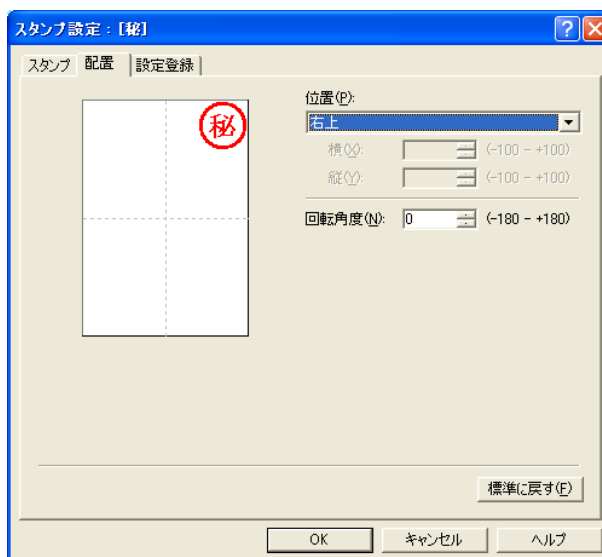 スタンプ設定：[秘]
スタンプ 配置 設定登録
秘
位置(P):
右上
横(X): (-100 - +100)
縦(Y): (-100 - +100)
回転角度(N): 0 (-180 - +180)
標準に戻す(F)
OK キャンセル ヘルプ